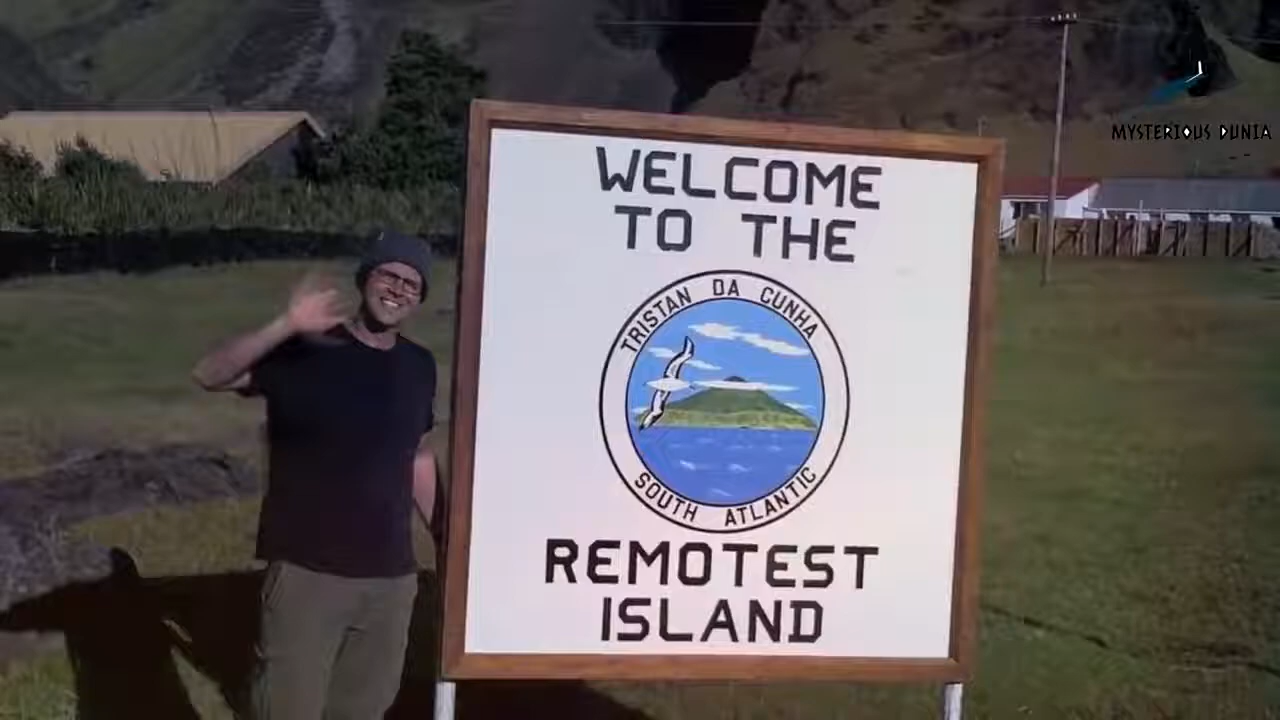 MYSTERIOUS DUNIA
WELCOME
TO THE
TRISTAN DA CUNHA
SOUTH ATLANTIC
REMOTEST
ISLAND